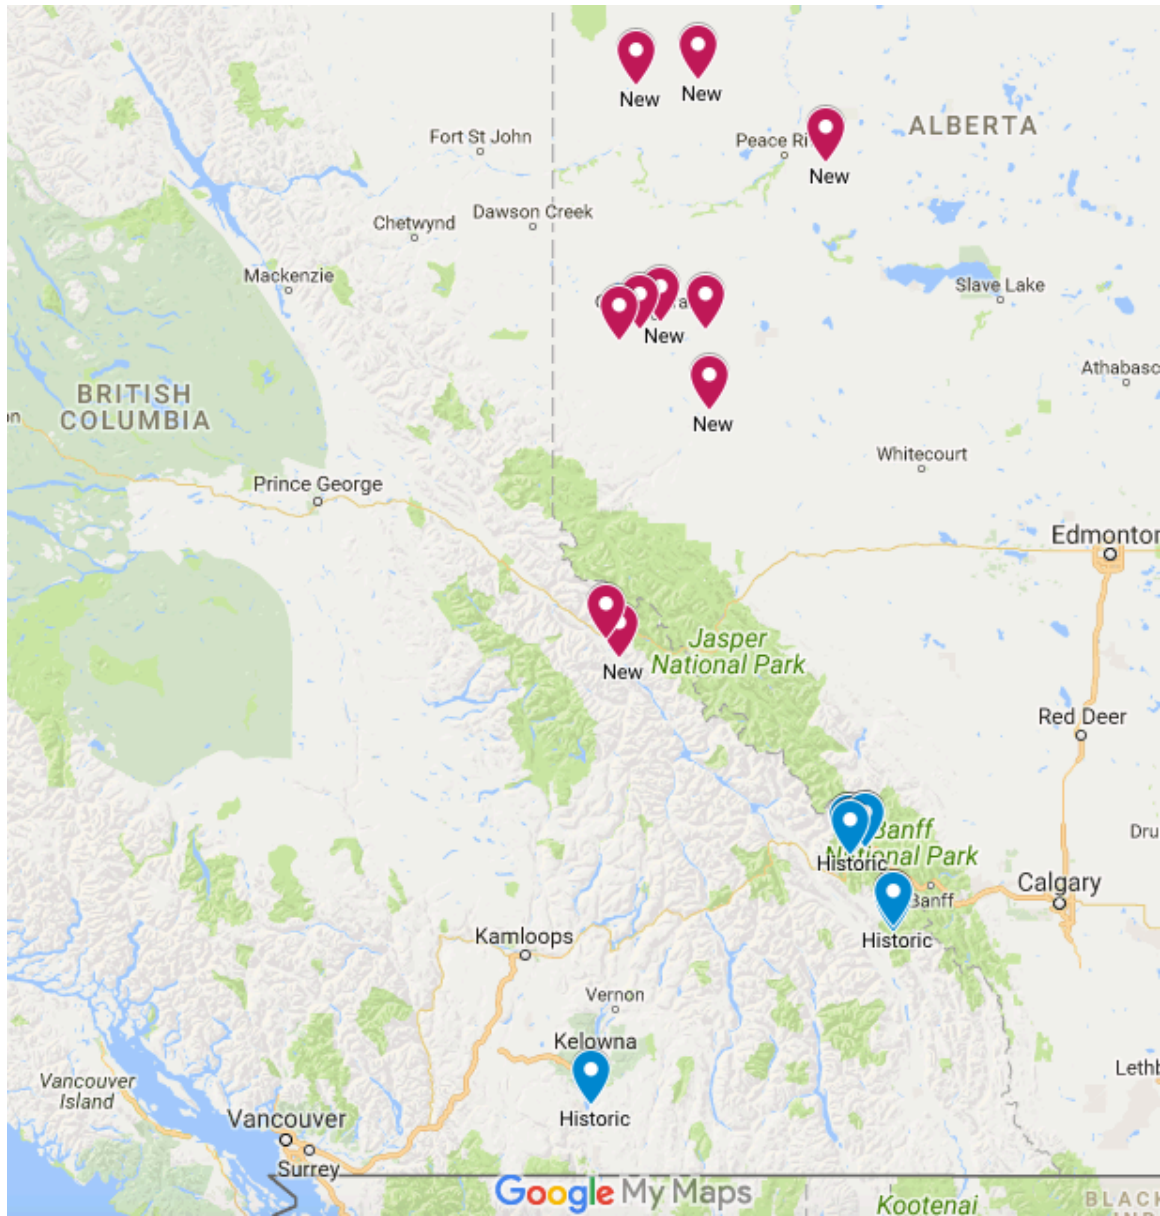 New
New
Fort St John
Peace Ri
ALBERTA
New
Dawson Creek
Chetwynd
Mackenzie
Slave Lake
New
Athabasc
BRITISH
COLUMBIA
New
Whitecourt
Prince George
Edmonton
Jasper
National Park
New
Red Deer
Banff
National Park
Historic
Dru
Calgary
Banff
Historic
Kamloops
Vernon
Kelowna
Historic
Lethb
Vancouver
Island
Vancouver
Surrey
Google My Maps
Kootenai
BLACK